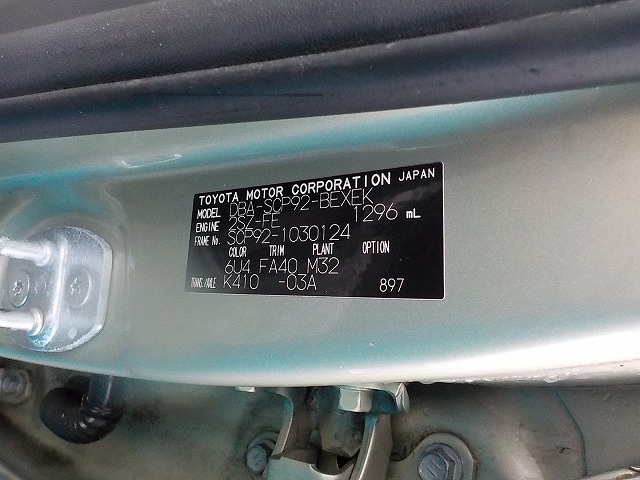 TOYOTA MOTOR CORPORATION JAPAN
MODEL DBA-SCP92-BEXEK
ENGINE 2SZ-FE 1296 mL
FRAME No. SCP92-1030124
COLOR TRIM PLANT OPTION
6U4 FA40 M32
TRANS./AXLE K410 -03A 897